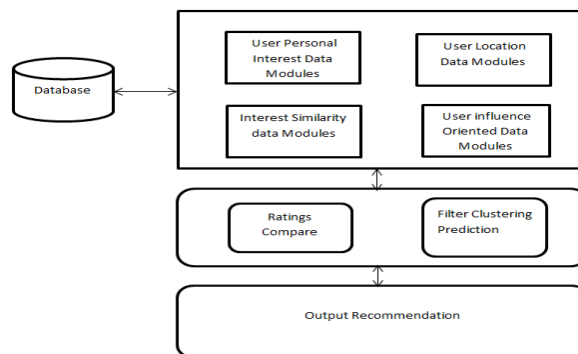 User Personal
Interest Data
Modules
User Location
Data Modules
Database
Interest Similarity
data Modules
User influence
Oriented Data
Modules
Ratings
Compare
Filter Clustering
Prediction
Output Recommendation